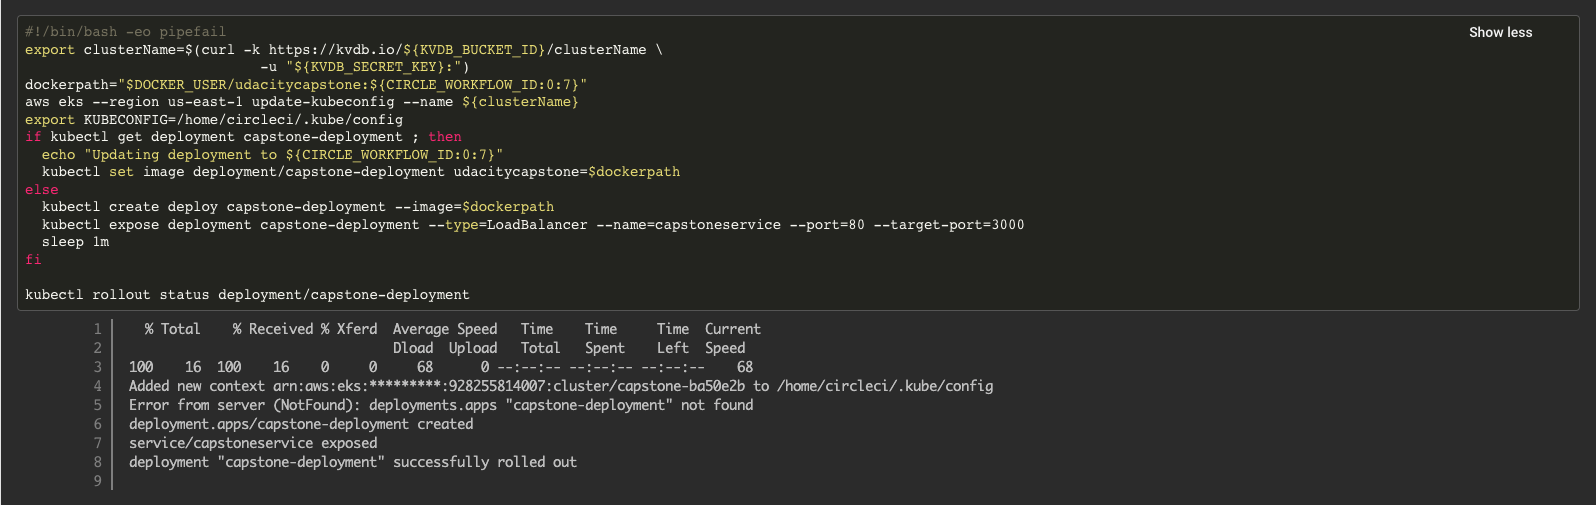 #!/bin/bash -eo pipefail
Show less
export clusterName=$(curl -k https://kvdb.io/${KVDB_BUCKET_ID}/clusterName \
                            -u "${KVDB_SECRET_KEY}:")
dockerpath="$DOCKER_USER/udacitycapstone:${CIRCLE_WORKFLOW_ID:0:7}"
aws eks --region us-east-1 update-kubeconfig --name ${clusterName}
export KUBECONFIG=/home/circleci/.kube/config
if kubectl get deployment capstone-deployment ; then
  echo "Updating deployment to ${CIRCLE_WORKFLOW_ID:0:7}"
  kubectl set image deployment/capstone-deployment udacitycapstone=$dockerpath
else
  kubectl create deploy capstone-deployment --image=$dockerpath
  kubectl expose deployment capstone-deployment --type=LoadBalancer --name=capstoneservice --port=80 --target-port=3000
  sleep 1m
fi
kubectl rollout status deployment/capstone-deployment
1   % Total    % Received % Xferd  Average Speed   Time    Time     Time  Current
2                                  Dload  Upload   Total   Spent    Left  Speed
3 100    16  100    16    0     0     68      0 --:--:-- --:--:-- --:--:--    68
4 Added new context arn:aws:eks:*********:928255814007:cluster/capstone-ba50e2b to /home/circleci/.kube/config
5 Error from server (NotFound): deployments.apps "capstone-deployment" not found
6 deployment.apps/capstone-deployment created
7 service/capstoneservice exposed
8 deployment "capstone-deployment" successfully rolled out
9